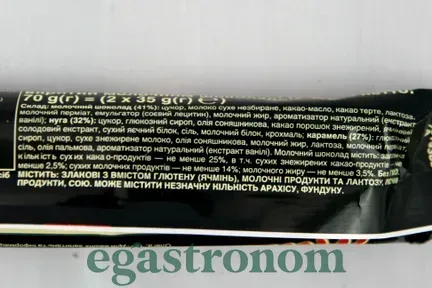 70 g(г) = (2 x 35 g(г) ℮)
Склад: молочний шоколад (41%): цукор, молоко сухе незбиране, какао-масло, какао терте, лактоза,
молочний перміат, емульгатор (соєвий лецитин), молочний жир, ароматизатор натуральний (екстракт
ванілі); нуга (32%): цукор, глюкозний сироп, олія соняшникова, какао порошок знежирений,
солодовий екстракт, сухий яєчний білок, сіль, молочний білок, крохмаль; карамель (27%): глюкозний
сироп, цукор, сухе знежирене молоко, олія соняшникова, молочний жир, лактоза,
сіль, олія пальмова, ароматизатор натуральний (екстракт ванілі). Молочний шоколад містить:
кількість сухих какао-продуктів — не менше 25%, в т.ч. сухих знежирених какао-
менше 2,5% сухих молочних продуктів — не менше 14%; молочного жиру — не менше 3,5%. Без
МІСТИТЬ: ЗЛАКОВІ З ВМІСТОМ ГЛЮТЕНУ (ЯЧМІНЬ), МОЛОЧНІ ПРОДУКТИ ТА ЛАКТОЗУ,
ПРОДУКТИ, СОЮ. МОЖЕ МІСТИТИ НЕЗНАЧНУ КІЛЬКІСТЬ АРАХІСУ, ФУНДУКУ.
egastronom